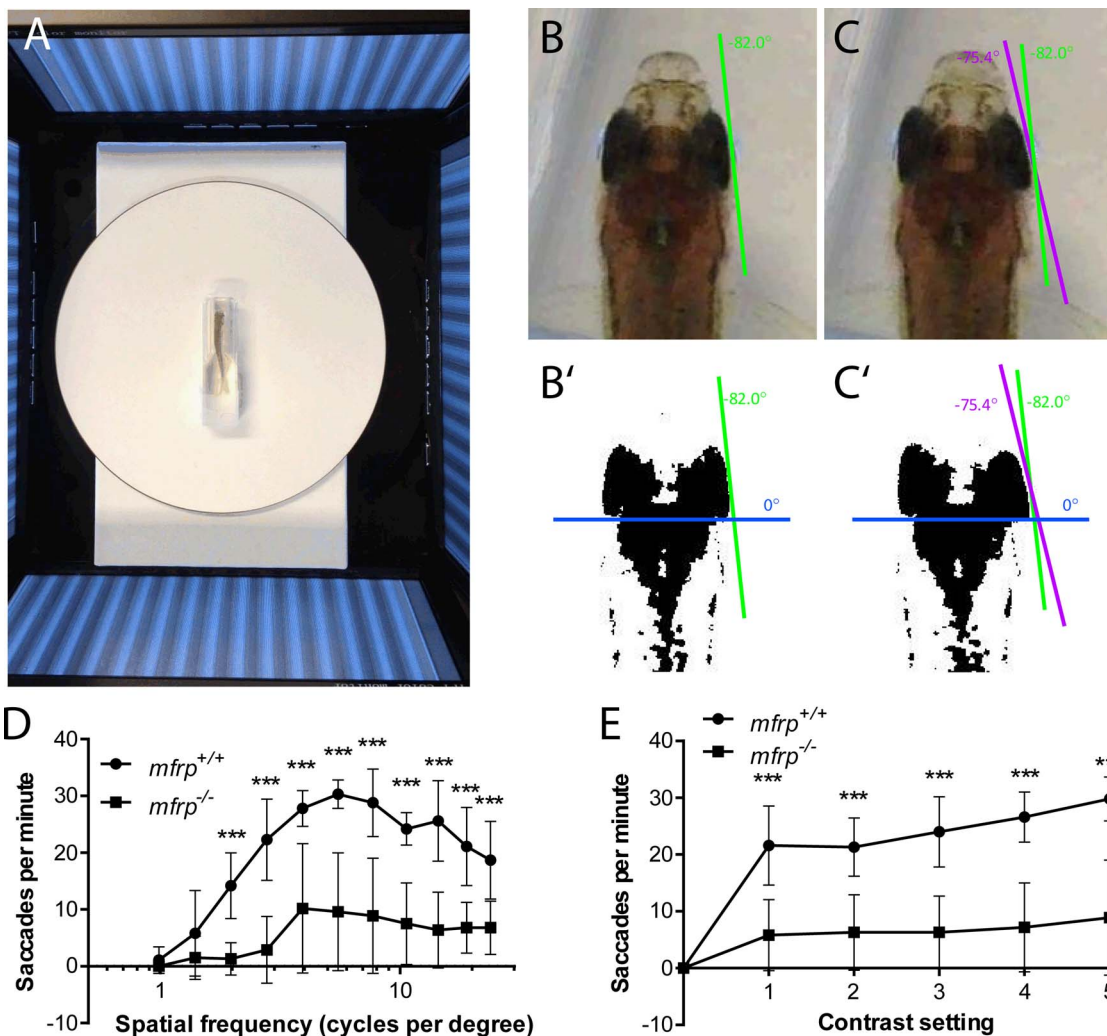 A
B
-82.0°
C
-75.4°
-82.0°
B'
-82.0°
0°
C'
-75.4°
-82.0°
0°
D
40
30
20
10
0
-10
Saccades per minute
mfrp+/+
mfrp-/-
***
***
***
***
***
***
***
***
***
1
10
Spatial frequency (cycles per degree)
E
40
30
20
10
0
-10
Saccades per minute
mfrp+/+
mfrp-/-
***
***
***
***
**
1
2
3
4
5
Contrast setting